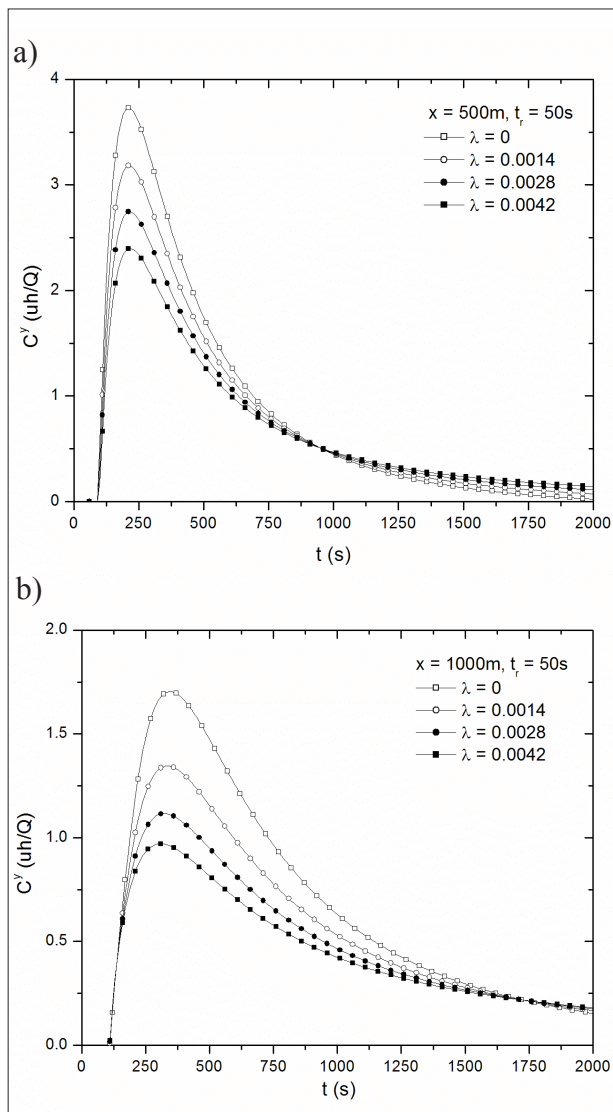 a)
4
3
2
1
0
C^y (uh/Q)
x = 500m, t_r = 50s
λ = 0
λ = 0.0014
λ = 0.0028
λ = 0.0042
0 250 500 750 1000 1250 1500 1750 2000
t (s)
b)
2.0
1.5
1.0
0.5
0.0
C^y (uh/Q)
x = 1000m, t_r = 50s
λ = 0
λ = 0.0014
λ = 0.0028
λ = 0.0042
0 250 500 750 1000 1250 1500 1750 2000
t (s)